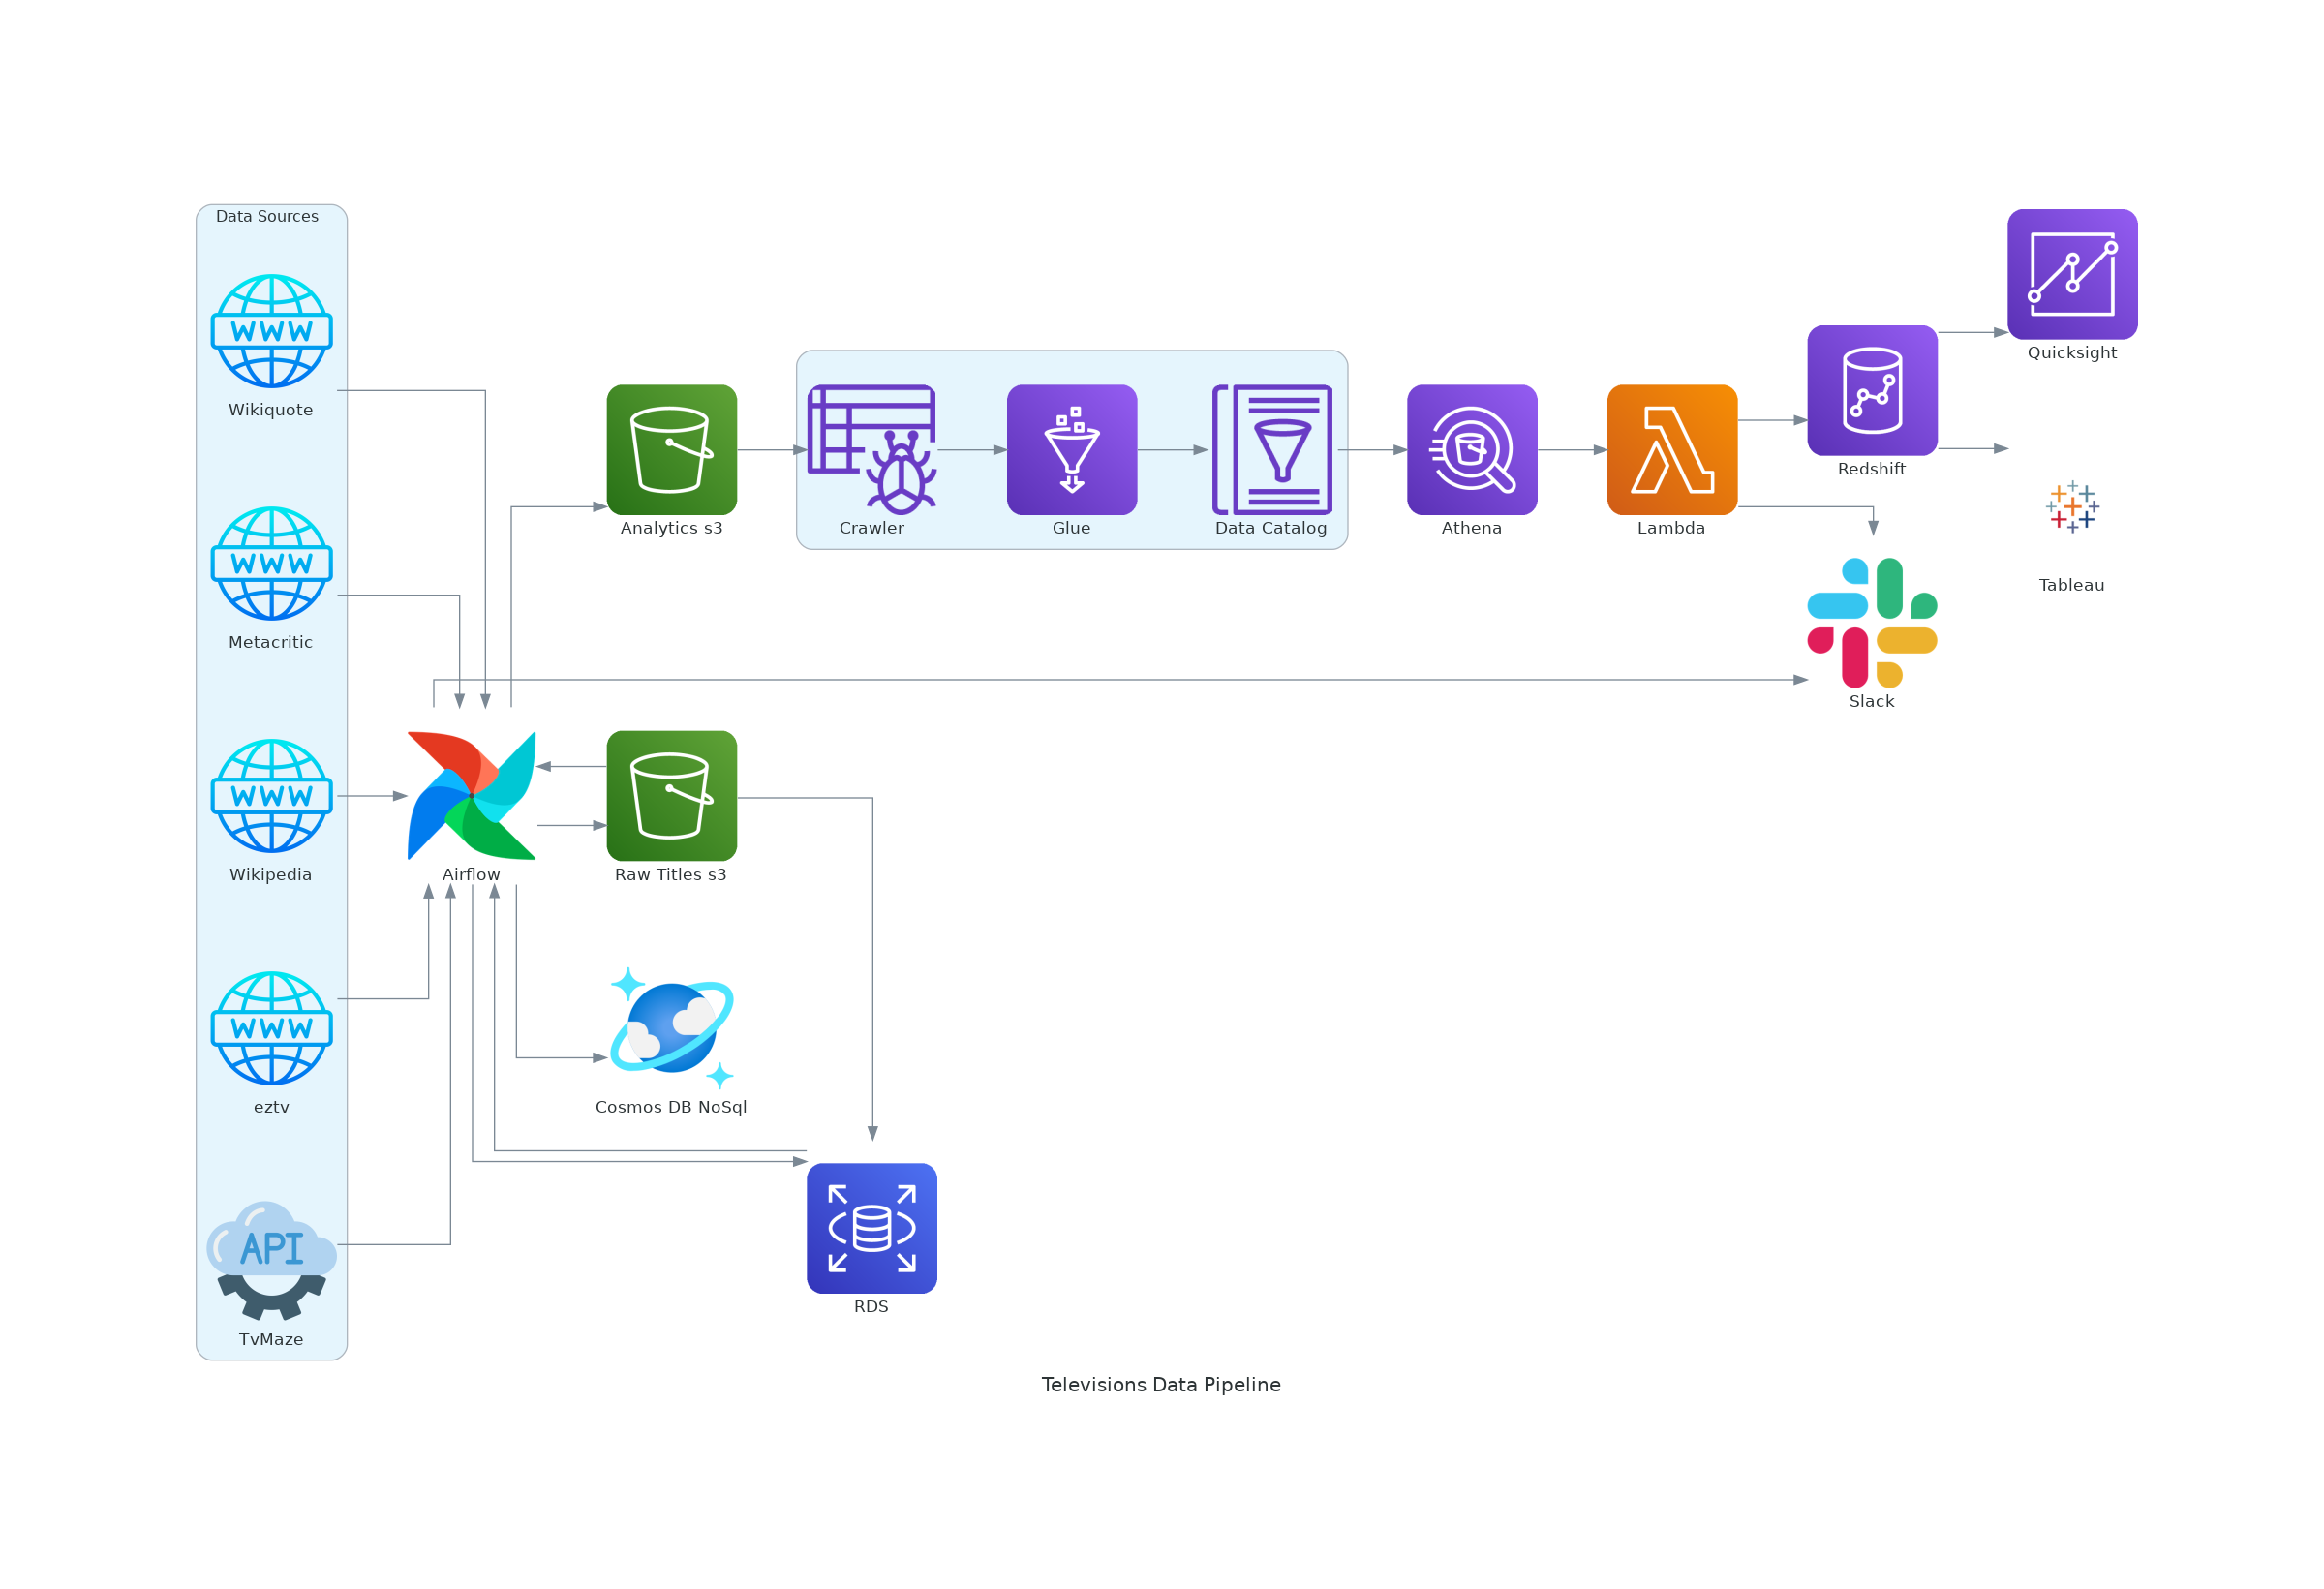 Data Sources
WWW
Wikiquote
WWW
Metacritic
WWW
Wikipedia
WWW
eztv
API
TvMaze
Airflow
Analytics s3
Crawler
Glue
Data Catalog
Athena
Lambda
Redshift
Quicksight
Tableau
Slack
Raw Titles s3
Cosmos DB NoSql
RDS
Televisions Data Pipeline